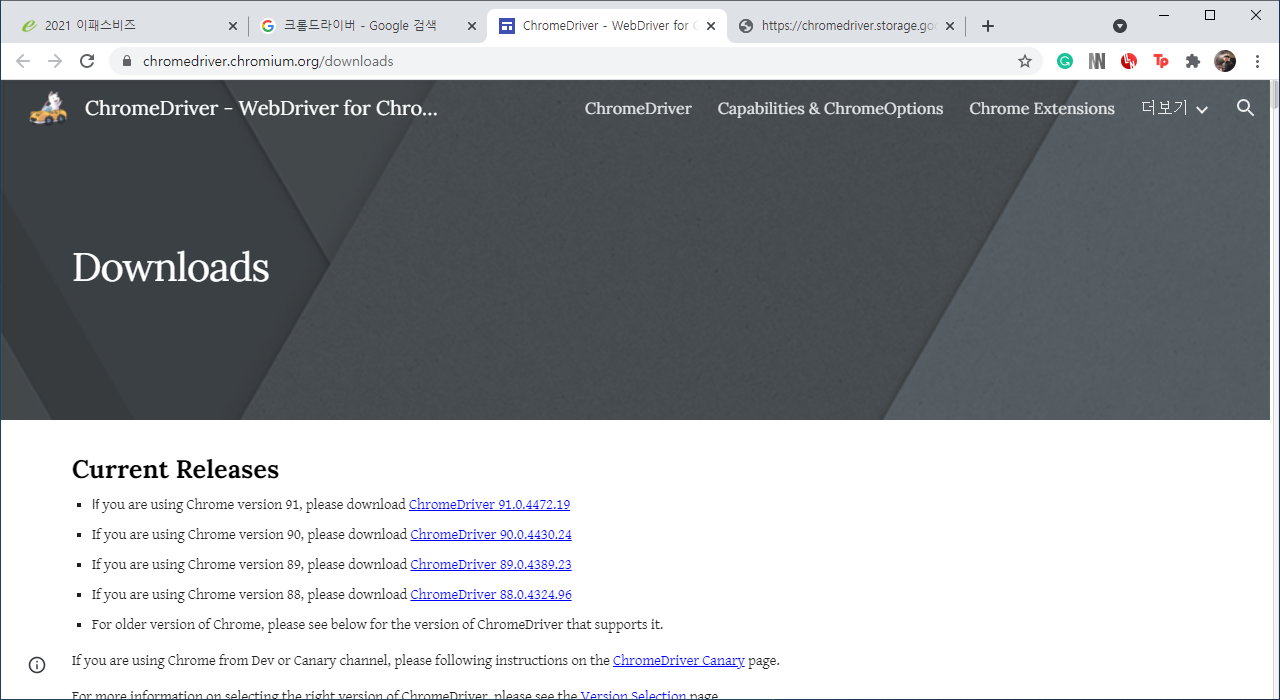 2021 이패스비즈
크롬드라이버 - Google 검색
ChromeDriver - WebDriver for C
https://chromedriver.storage.goo
chromedriver.chromium.org/downloads
ChromeDriver - WebDriver for Chro...
ChromeDriver
Capabilities & ChromeOptions
Chrome Extensions
더보기
Downloads
Current Releases
▪ If you are using Chrome version 91, please download ChromeDriver 91.0.4472.19
▪ If you are using Chrome version 90, please download ChromeDriver 90.0.4430.24
▪ If you are using Chrome version 89, please download ChromeDriver 89.0.4389.23
▪ If you are using Chrome version 88, please download ChromeDriver 88.0.4324.96
▪ For older version of Chrome, please see below for the version of ChromeDriver that supports it.
If you are using Chrome from Dev or Canary channel, please following instructions on the ChromeDriver Canary page.
For more information on selecting the right version of ChromeDriver, please see the Version Selection page.